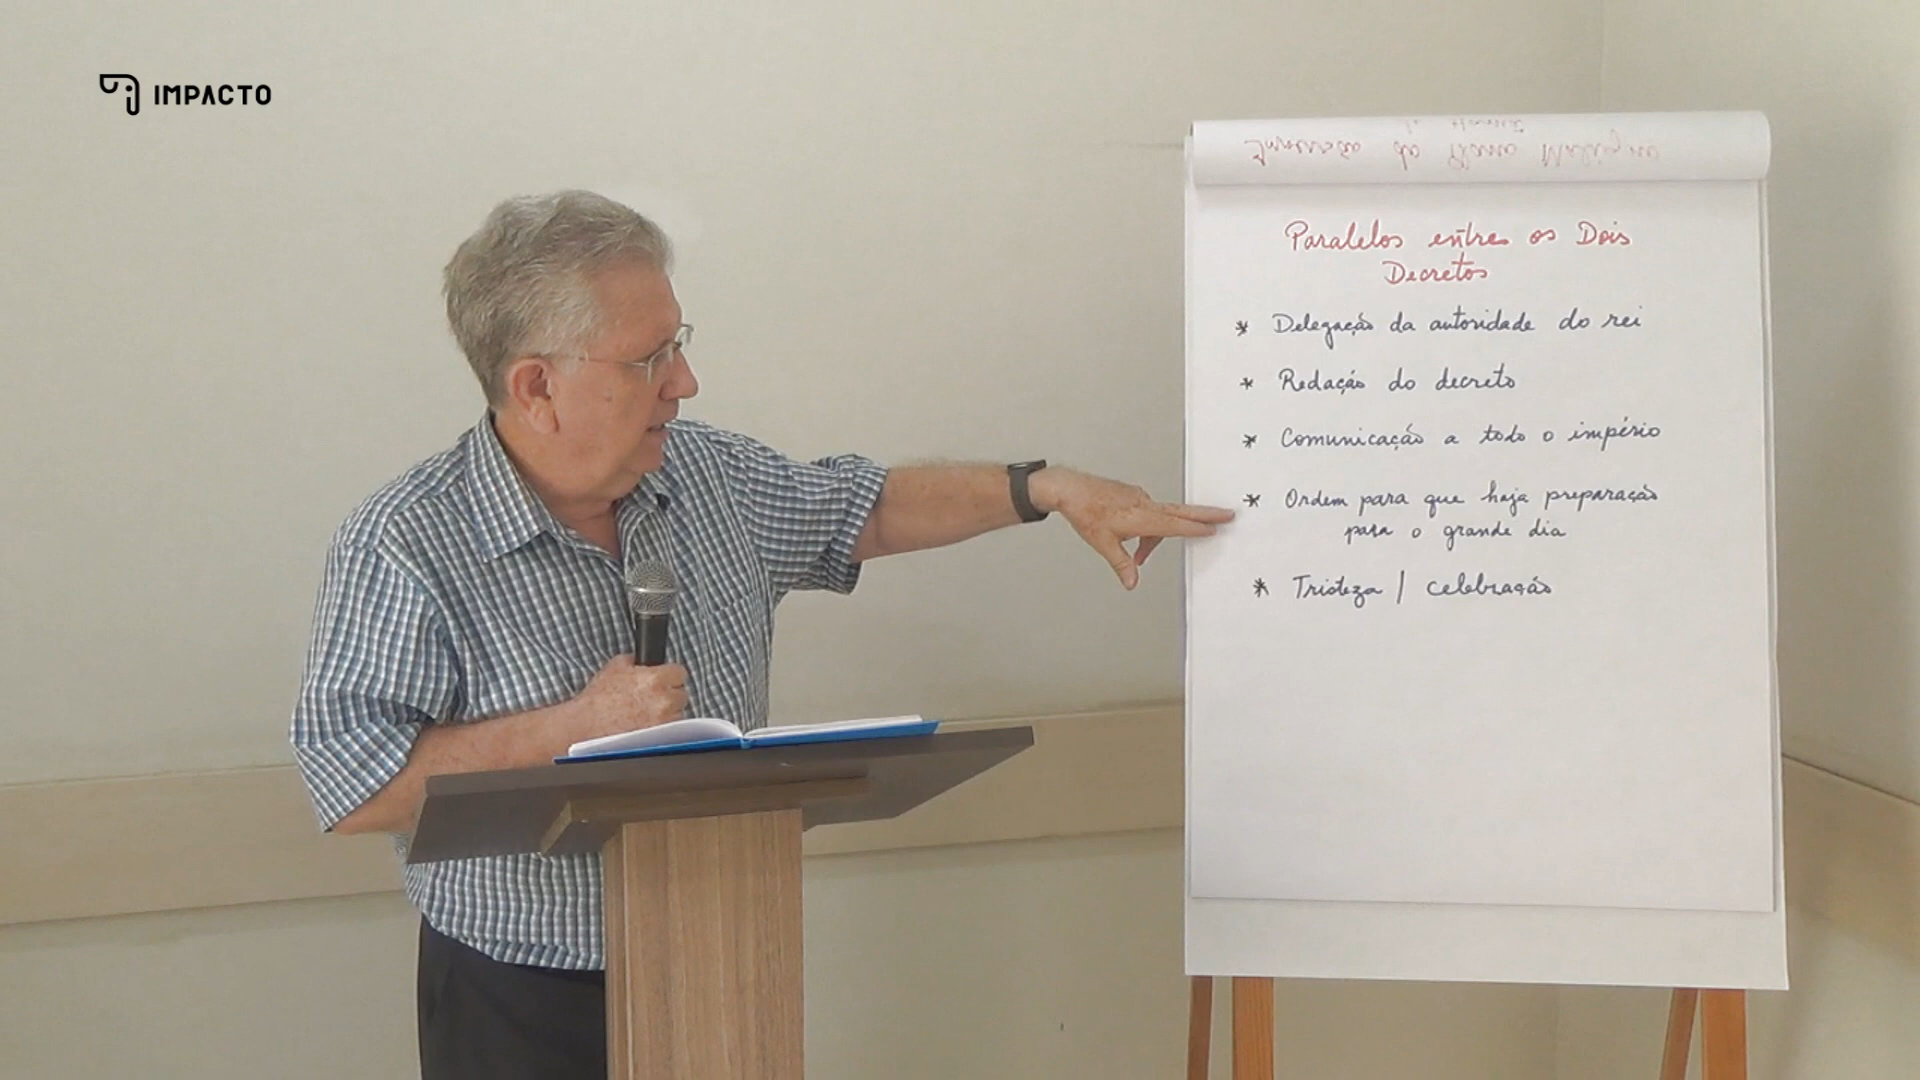 IMPACTO
Paralelos entre os Dois
Decretos
* Delegação da autoridade do rei
* Redação do decreto
* Comunicação a todo o império
* Ordem para que haja preparação
para o grande dia
* Tristeza / celebração